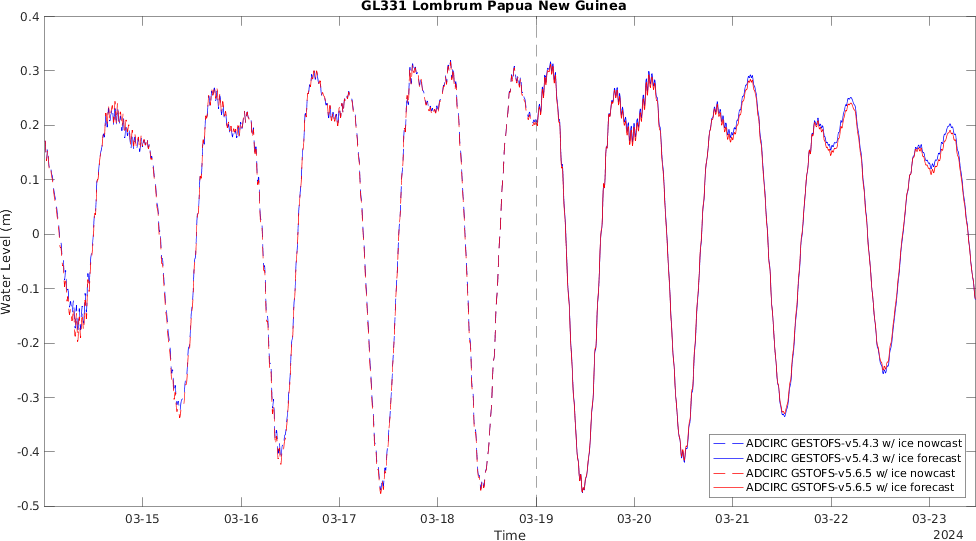 GL331 Lombrum Papua New Guinea
0.4
0.3
0.2
0.1
0
-0.1
-0.2
-0.3
-0.4
-0.5
Water Level (m)
ADCIRC GESTOFS-v5.4.3 w/ ice nowcast
ADCIRC GESTOFS-v5.4.3 w/ ice forecast
ADCIRC GSTOFS-v5.6.5 w/ ice nowcast
ADCIRC GSTOFS-v5.6.5 w/ ice forecast
03-15 03-16 03-17 03-18 03-19 03-20 03-21 03-22 03-23
Time 2024